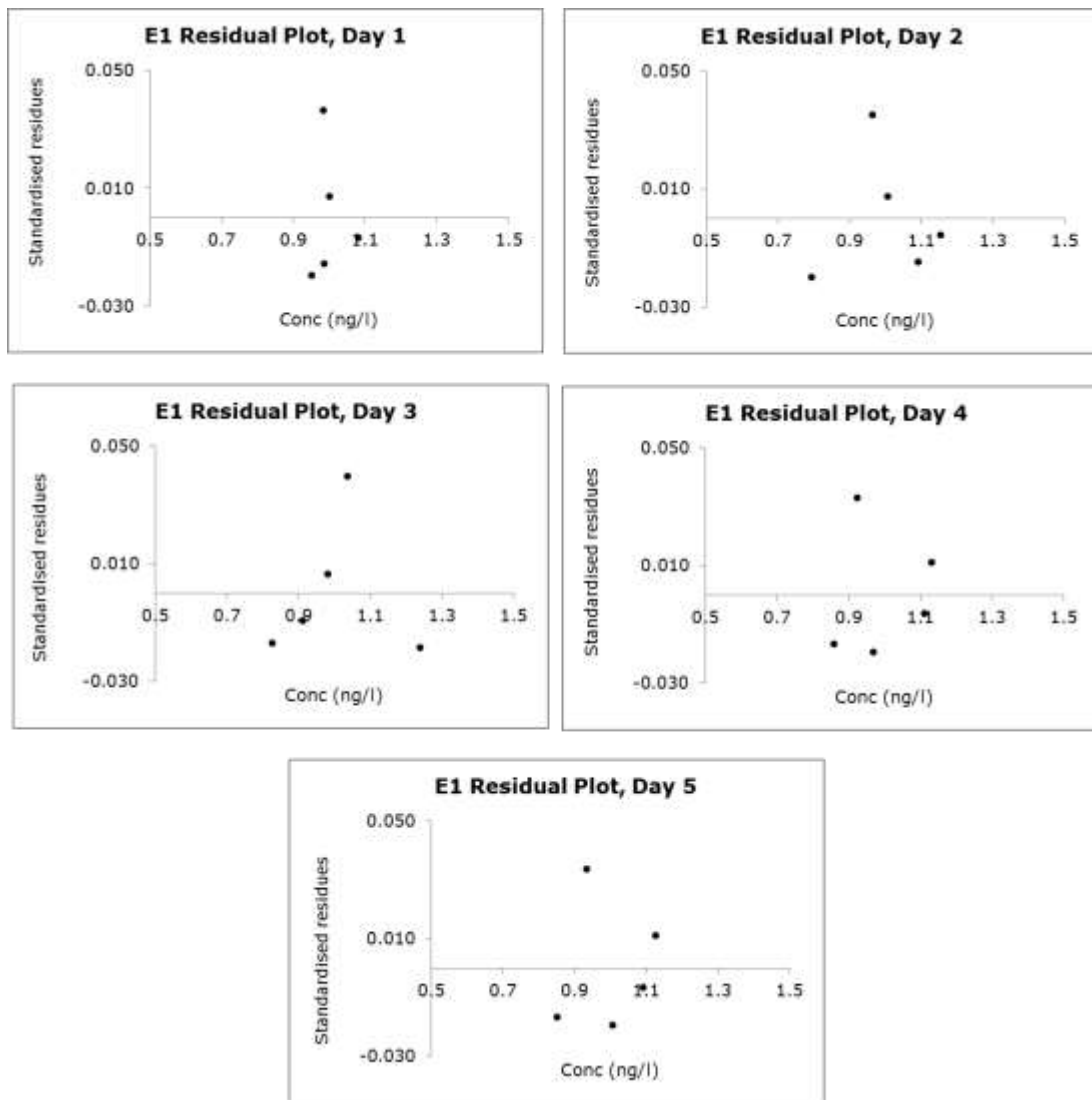 E1 Residual Plot, Day 1
Standardised residues
0.050
0.010
-0.030
0.5 0.7 0.9 1.1 1.3 1.5
Conc (ng/l)
E1 Residual Plot, Day 2
Standardised residues
0.050
0.010
-0.030
0.5 0.7 0.9 1.1 1.3 1.5
Conc (ng/l)
E1 Residual Plot, Day 3
Standardised residues
0.050
0.010
-0.030
0.5 0.7 0.9 1.1 1.3 1.5
Conc (ng/l)
E1 Residual Plot, Day 4
Standardised residues
0.050
0.010
-0.030
0.5 0.7 0.9 1.1 1.3 1.5
Conc (ng/l)
E1 Residual Plot, Day 5
Standardised residues
0.050
0.010
-0.030
0.5 0.7 0.9 1.1 1.3 1.5
Conc (ng/l)